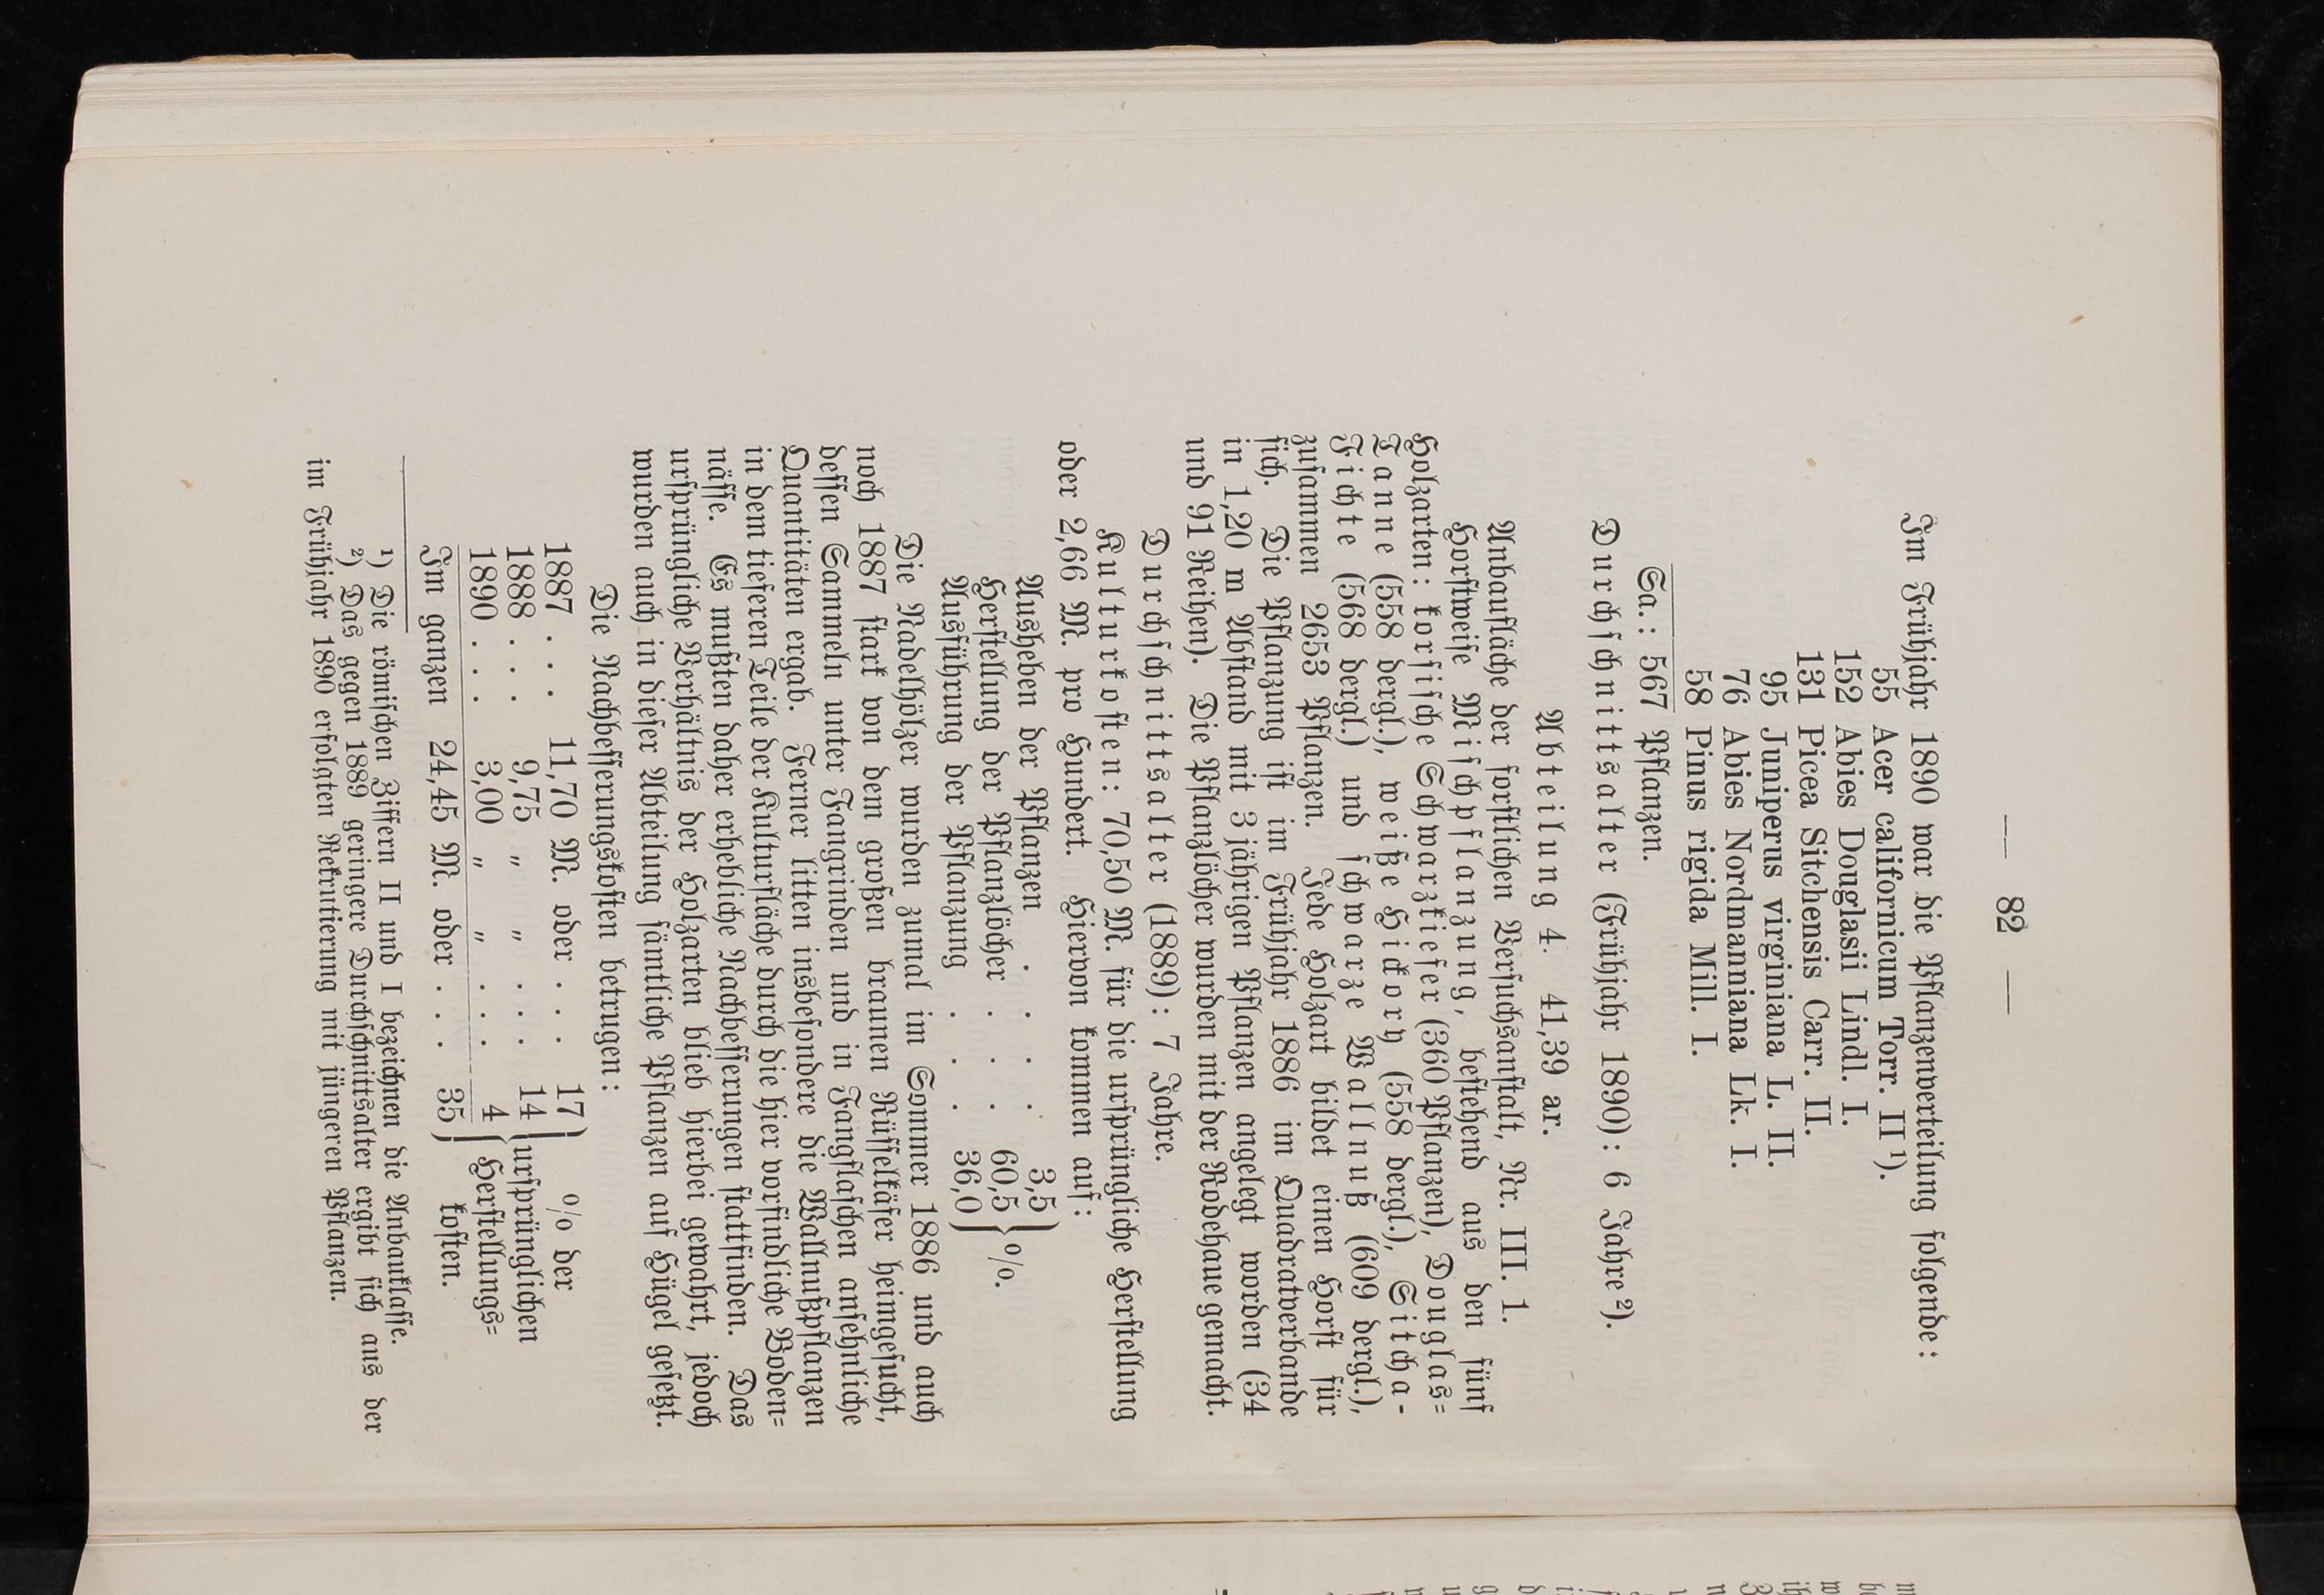 — 82 —
Im Frühjahr 1890 war die Pflanzenverteilung folgende:
55 Acer californicum Torr. II ¹).
152 Abies Douglasii Lindl. I.
131 Picea Sitchensis Carr. II.
95 Juniperus virginiana L. II.
76 Abies Nordmanniana Lk. I.
58 Pinus rigida Mill. I.
Sa.: 567 Pflanzen.
Durchschnittsalter (Frühjahr 1890): 6 Jahre ²).
Abteilung 4. 41,39 ar.
Anbaufläche der forstlichen Versuchsanstalt, Nr. III. 1.
Horstweise Mischpflanzung, bestehend aus den fünf
Holzarten: korsische Schwarzkiefer (360 Pflanzen), Douglas=
Tanne (558 dergl.), weiße Hickory (558 dergl.), Sitcha-
Fichte (568 dergl.) und schwarze Wallnuß (609 dergl.),
zusammen 2653 Pflanzen. Jede Holzart bildet einen Horst für
sich. Die Pflanzung ist im Frühjahr 1886 im Quadratverbande
in 1,20 m Abstand mit 3 jährigen Pflanzen angelegt worden (34
und 91 Reihen). Die Pflanzlöcher wurden mit der Rodehaue gemacht.
Durchschnittsalter (1889): 7 Jahre.
Kulturkosten: 70,50 M. für die ursprüngliche Herstellung
oder 2,66 M. pro Hundert. Hiervon kommen auf:
Ausheben der Pflanzen . . . . 3,5
Herstellung der Pflanzlöcher . . . 60,5 } %.
Ausführung der Pflanzung . . . 36,0
Die Nadelhölzer wurden zumal im Sommer 1886 und auch
noch 1887 stark von dem großen braunen Rüsselkäfer heimgesucht,
dessen Sammeln unter Fangrinden und in Fangflaschen ansehnliche
Quantitäten ergab. Ferner litten insbesondere die Wallnußpflanzen
in dem tieferen Teile der Kulturfläche durch die hier vorfindliche Boden=
nässe. Es mußten daher erhebliche Nachbesserungen stattfinden. Das
ursprüngliche Verhältnis der Holzarten blieb hierbei gewahrt, jedoch
wurden auch in dieser Abteilung sämtliche Pflanzen auf Hügel gesetzt.
Die Nachbesserungskosten betrugen:
1887 . . . 11,70 M. oder . . . 17 % der
1888 . . . 9,75 „ „ . . . 14 ursprünglichen
1890 . . . 3,00 „ „ . . . 4 Herstellungs=
Im ganzen 24,45 M. oder . . . 35 kosten.
¹) Die römischen Ziffern II und I bezeichnen die Anbauklasse.
²) Das gegen 1889 geringere Durchschnittsalter ergibt sich aus der
im Frühjahr 1890 erfolgten Rekrutierung mit jüngeren Pflanzen.